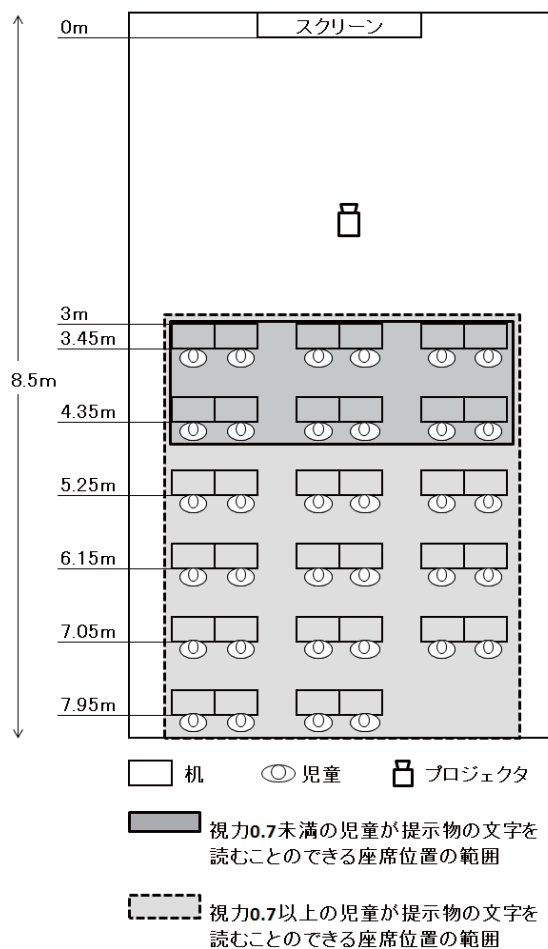 スクリーン
0m
3m
3.45m
8.5m
4.35m
5.25m
6.15m
7.05m
7.95m
机
児童
プロジェクタ
視力0.7未満の児童が提示物の文字を
読むことのできる座席位置の範囲
視力0.7以上の児童が提示物の文字を
読むことのできる座席位置の範囲